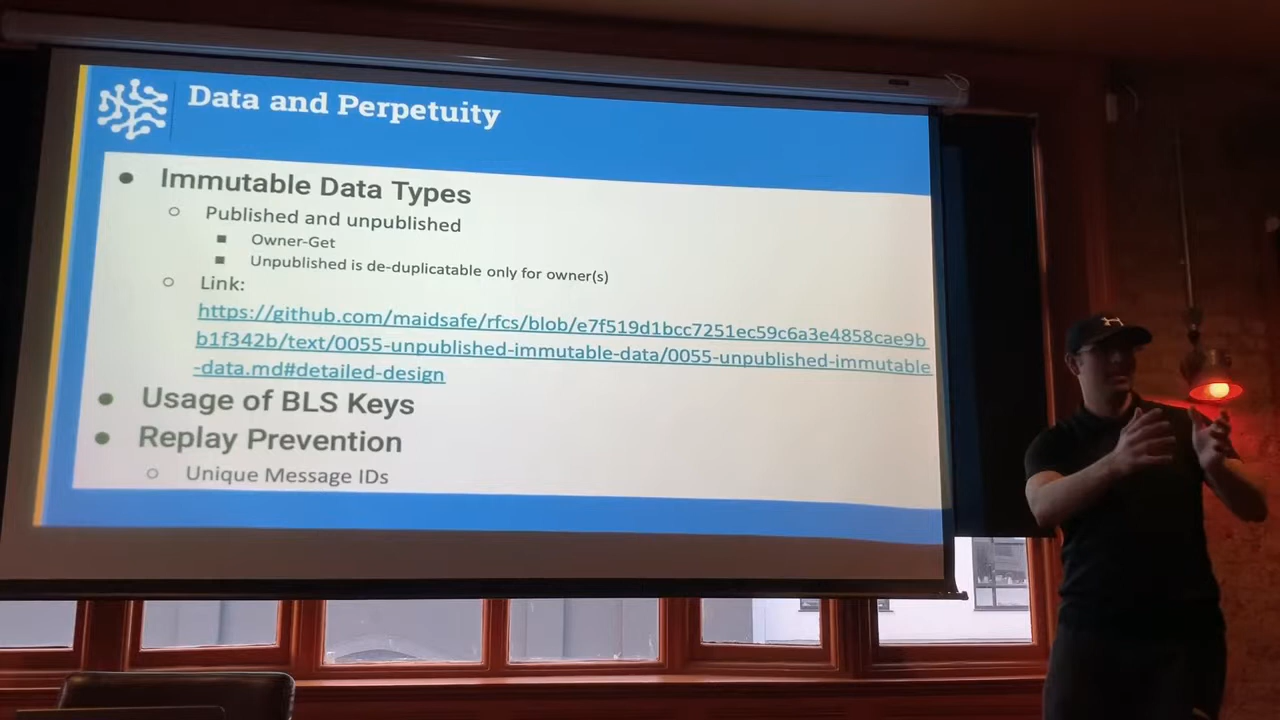 Data and Perpetuity
Immutable Data Types
Published and unpublished
Owner-Get
Unpublished is de-duplicatable only for owner(s)
Link:
https://github.com/maidsafe/rfcs/blob/e7f519d1bcc7251ec59c6a3e4858cae9b
b1f342b/text/0055-unpublished-immutable-data/0055-unpublished-immutable
-data.md#detailed-design
Usage of BLS Keys
Replay Prevention
Unique Message IDs